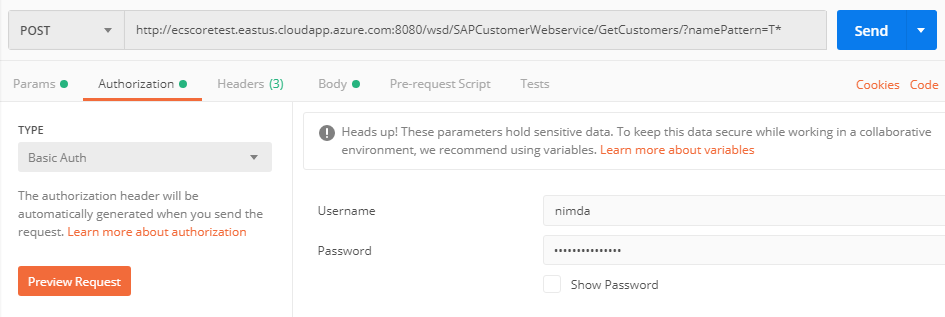 POST http://ecscoretest.eastus.cloudapp.azure.com:8080/wsd/SAPCustomerWebservice/GetCustomers/?namePattern=T* Send
Params Authorization Headers (3) Body Pre-request Script Tests Cookies Code
TYPE
Basic Auth
The authorization header will be
automatically generated when you send the
request. Learn more about authorization
Preview Request
Heads up! These parameters hold sensitive data. To keep this data secure while working in a collaborative
environment, we recommend using variables. Learn more about variables
Username nimda
Password •••••••••••••••
Show Password